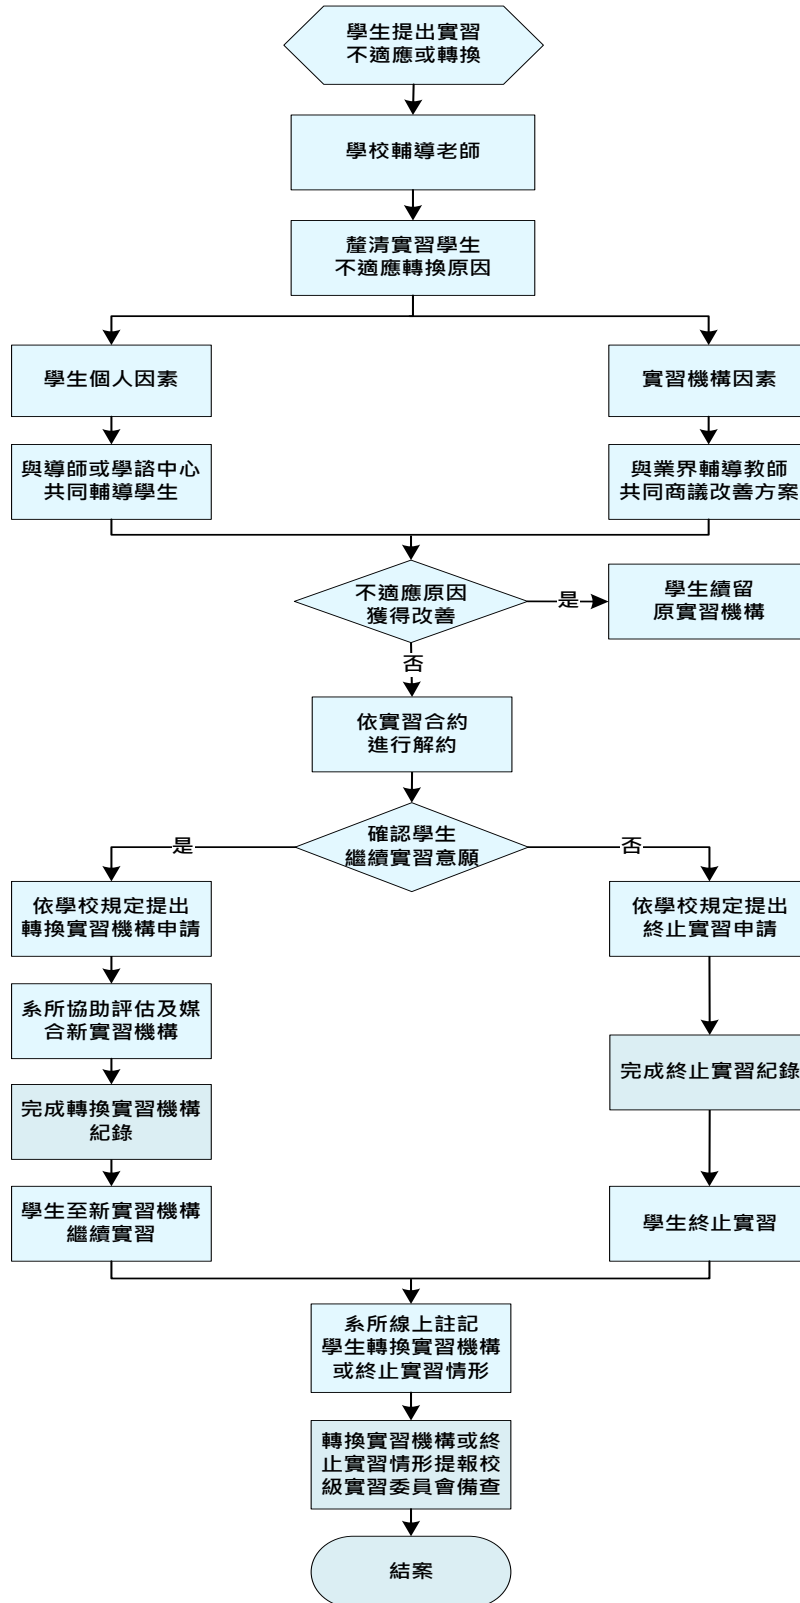 學生提出實習
不適應或轉換
學校輔導老師
釐清實習學生
不適應轉換原因
學生個人因素
實習機構因素
與導師或學諮中心
共同輔導學生
與業界輔導教師
共同商議改善方案
不適應原因
獲得改善
是
學生續留
原實習機構
否
依實習合約
進行解約
確認學生
繼續實習意願
是
否
依學校規定提出
轉換實習機構申請
依學校規定提出
終止實習申請
系所協助評估及媒
合新實習機構
完成轉換實習機構
紀錄
完成終止實習紀錄
學生至新實習機構
繼續實習
學生終止實習
系所線上註記
學生轉換實習機構
或終止實習情形
轉換實習機構或終
止實習情形提報校
級實習委員會備查
結案